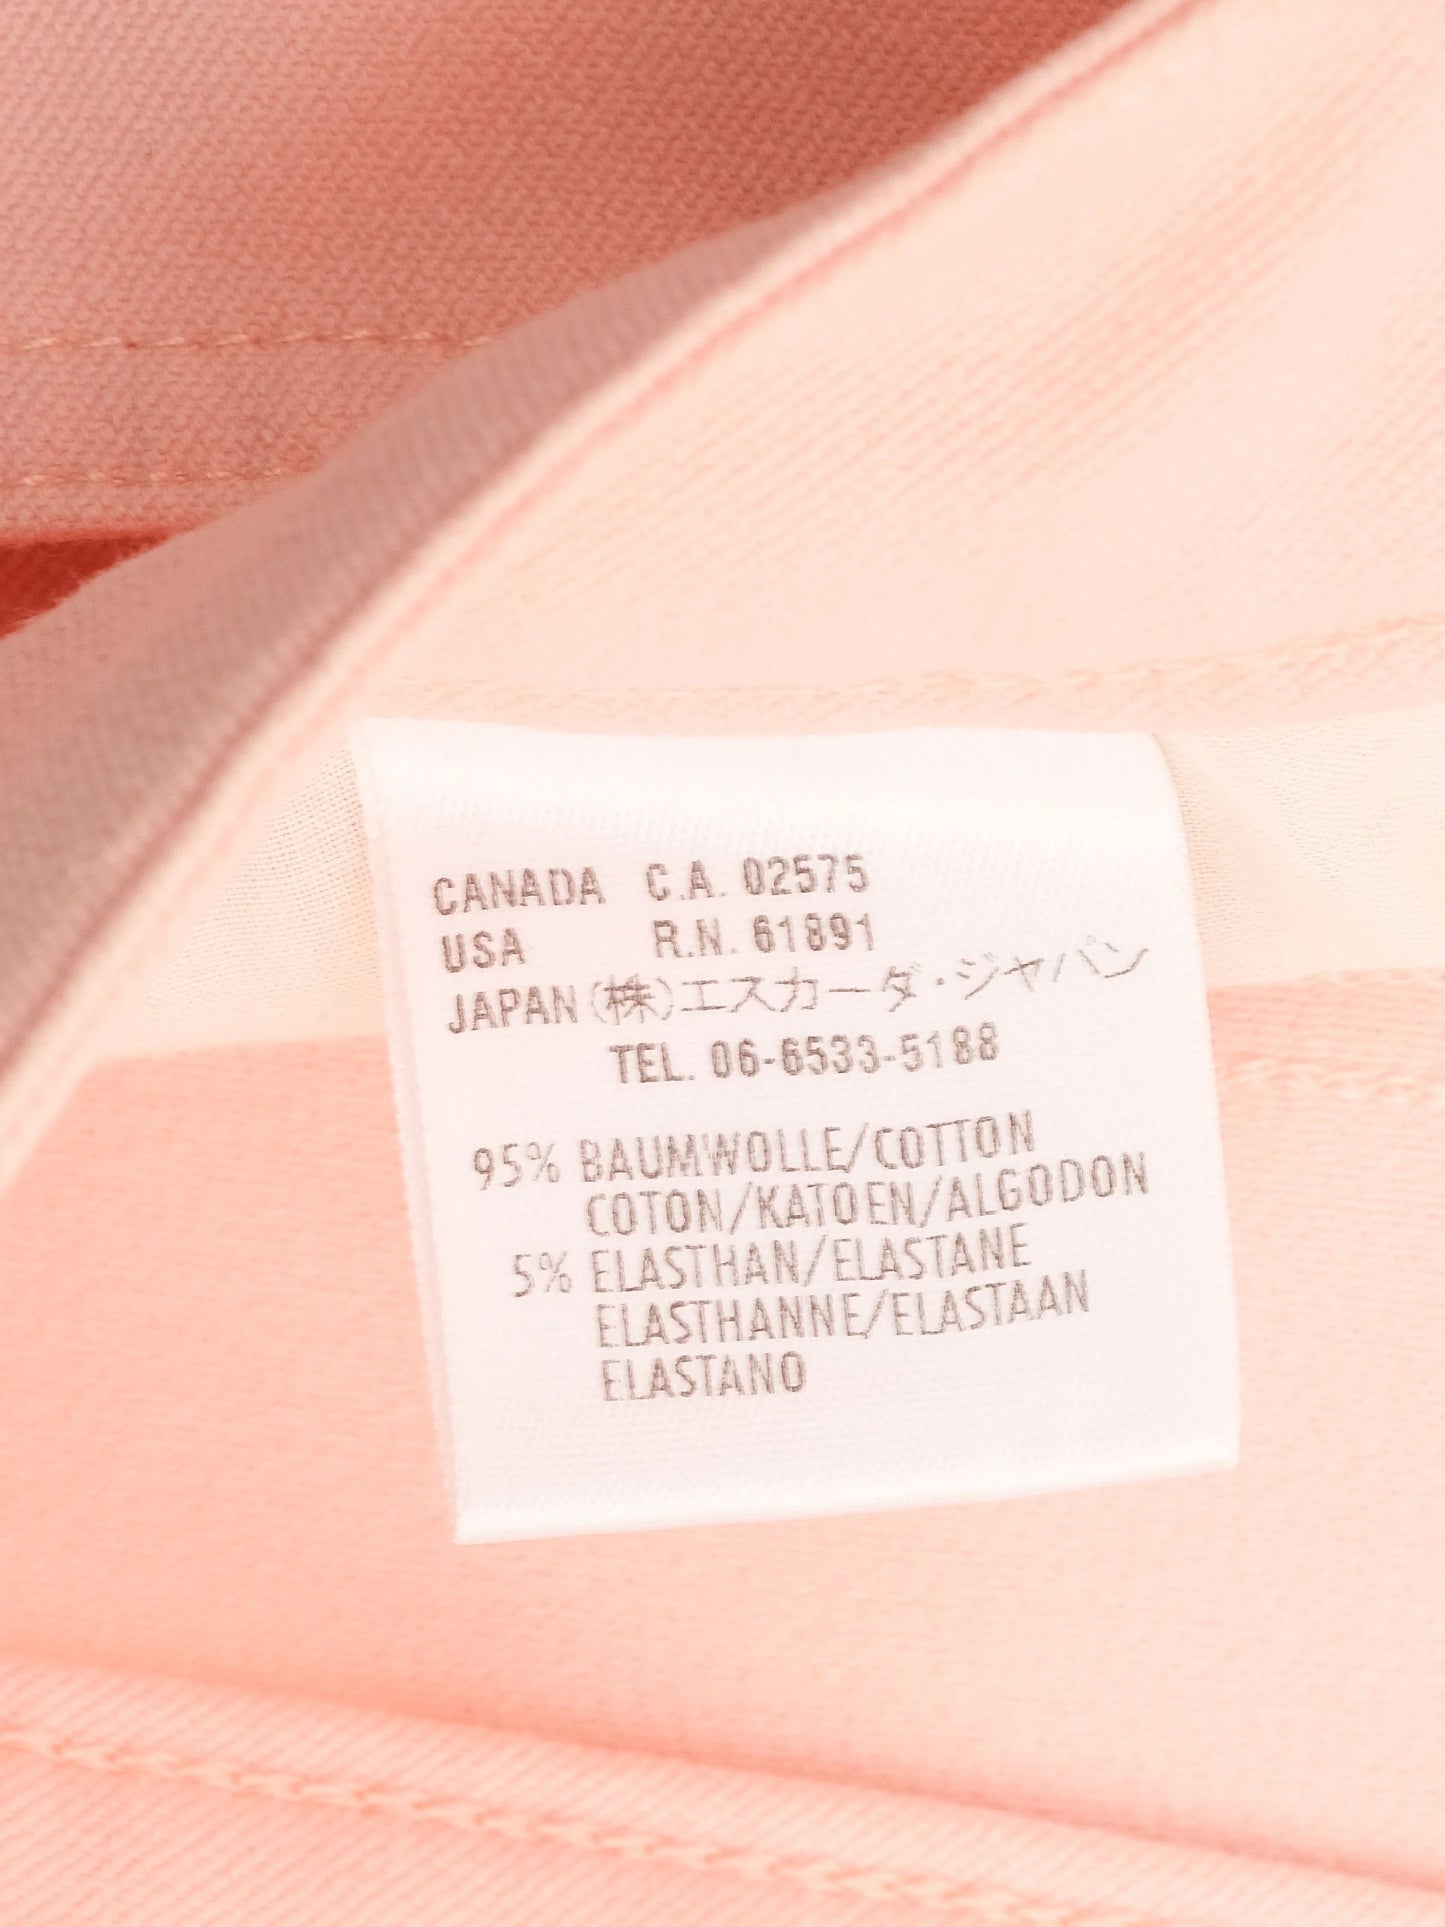 CANADA C.A. 02575
USA R.N. 61891
JAPAN (株)エスカーダ・ジャパン
TEL. 06-6533-5188
95% BAUMWOLLE/COTTON
COTON/KATOEN/ALGODON
5% ELASTHAN/ELASTANE
ELASTHANNE/ELASTAAN
ELASTANO